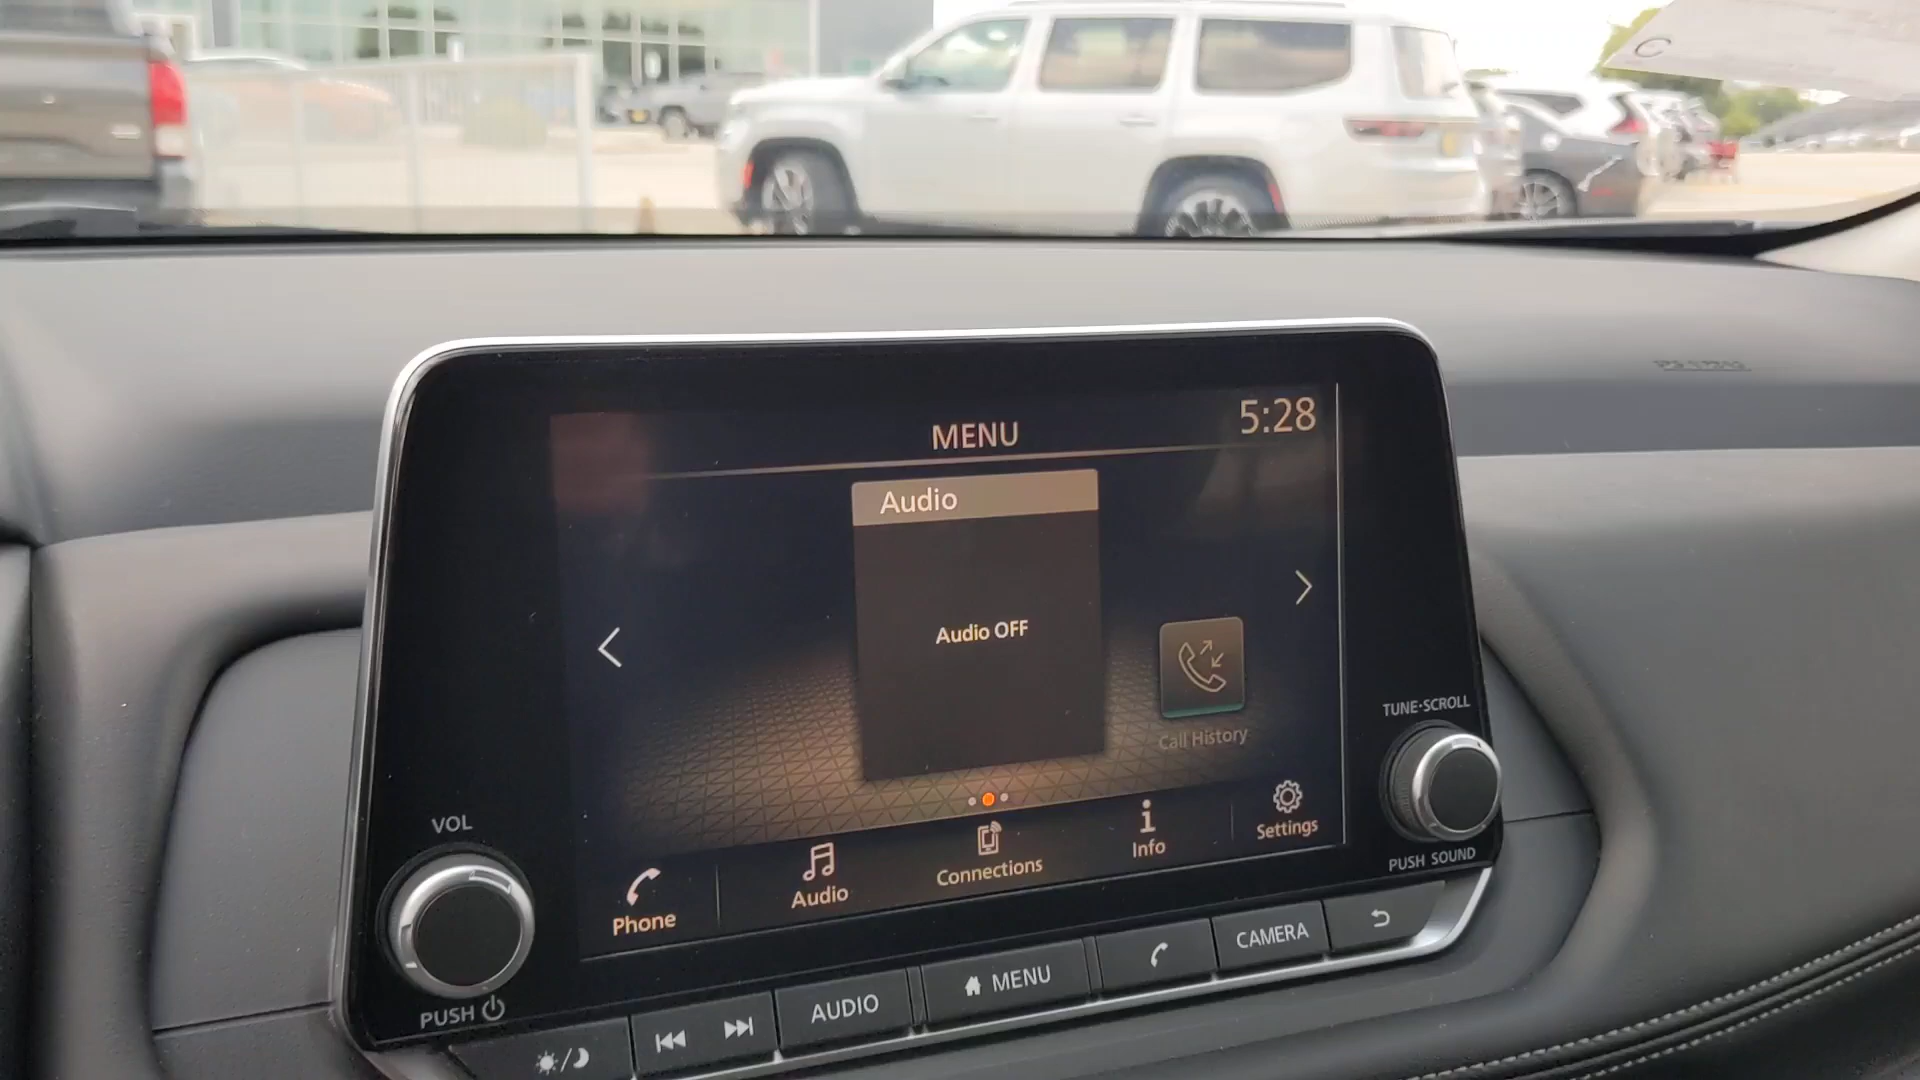 MENU
5:28
Audio
Audio OFF
Call History
TUNE·SCROLL
VOL
Phone
Audio
Connections
Info
Settings
PUSH SOUND
PUSH
AUDIO
MENU
CAMERA